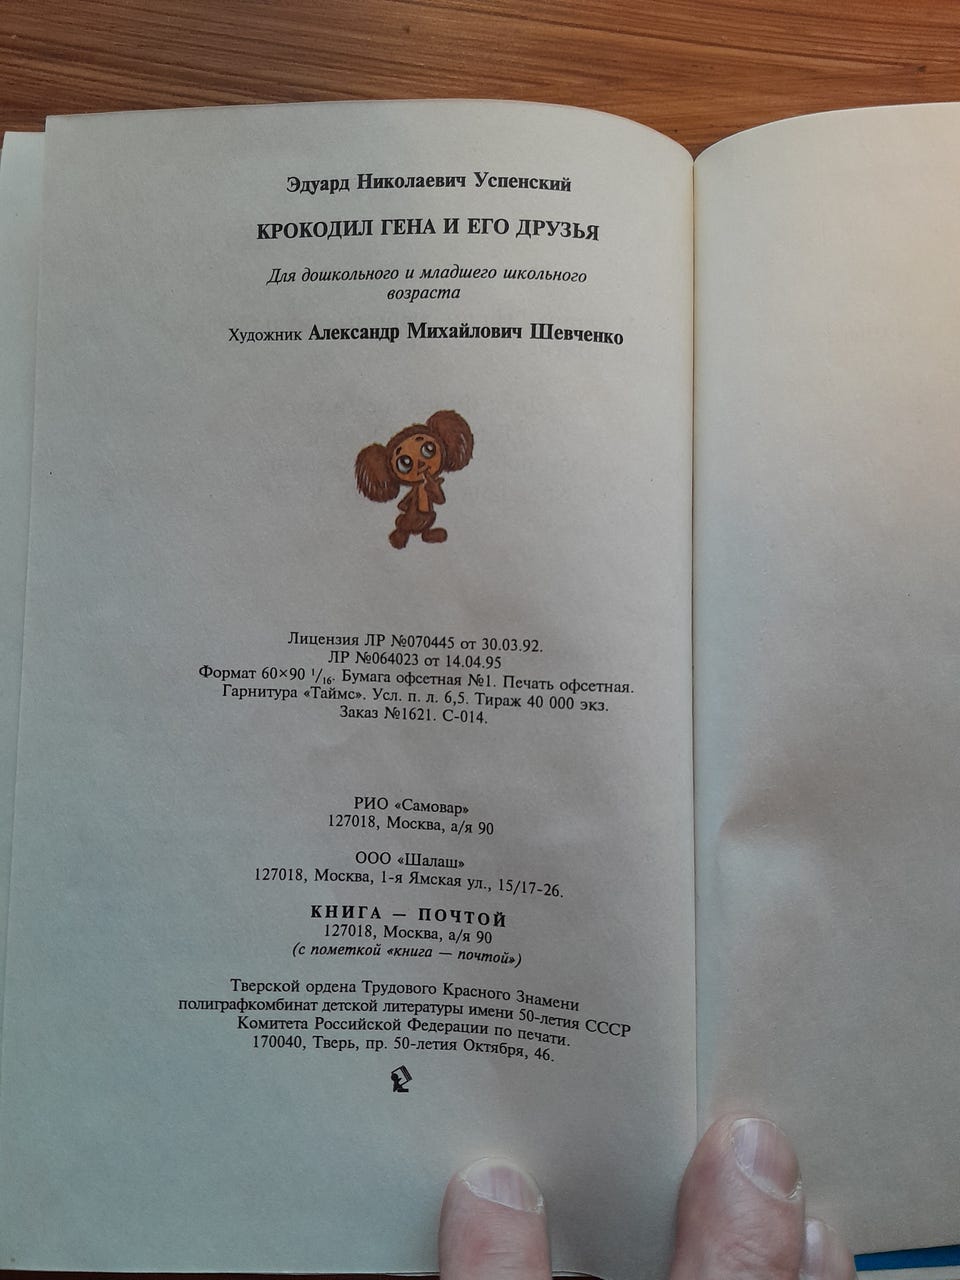 Эдуард Николаевич Успенский
КРОКОДИЛ ГЕНА И ЕГО ДРУЗЬЯ
Для дошкольного и младшего школьного
возраста
Художник Александр Михайлович Шевченко
Лицензия ЛР №070445 от 30.03.92.
ЛР №064023 от 14.04.95
Формат 60×90 1/16. Бумага офсетная №1. Печать офсетная.
Гарнитура «Таймс». Усл. п. л. 6,5. Тираж 40 000 экз.
Заказ №1621. С-014.
РИО «Самовар»
127018, Москва, а/я 90
ООО «Шалаш»
127018, Москва, 1-я Ямская ул., 15/17-26.
КНИГА — ПОЧТОЙ
127018, Москва, а/я 90
(с пометкой «книга — почтой»)
Тверской ордена Трудового Красного Знамени
полиграфкомбинат детской литературы имени 50-летия СССР
Комитета Российской Федерации по печати.
170040, Тверь, пр. 50-летия Октября, 46.